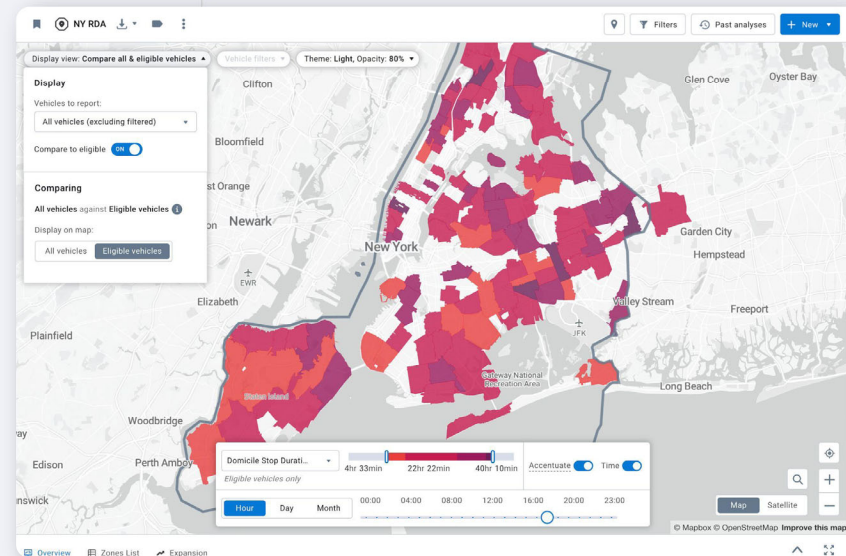 NY RDA
Filters
Past analyses
+ New
Display view: Compare all & eligible vehicles
Vehicle filters
Theme: Light, Opacity: 80%
Display
Vehicles to report:
All vehicles (excluding filtered)
Compare to eligible
ON
Comparing
All vehicles against Eligible vehicles
Display on map:
All vehicles
Eligible vehicles
Clifton
Glen Cove
Oyster Bay
Bloomfield
st Orange
Newark
on
New York
Garden City
Hempstead
EWR
Elizabeth
Valley Stream
Freeport
Plainfield
JFK
Gateway National
Recreation Area
Long Beach
Staten Island
Woodbridge
way
Edison
Perth Amboy
nswick
Domicile Stop Durati...
4hr 33min
22hr 22min
40hr 10min
Eligible vehicles only
Accentuate
Time
Hour
Day
Month
00:00
04:00
08:00
12:00
16:00
20:00
23:00
Map
Satellite
© Mapbox © OpenStreetMap Improve this map
Overview
Zones List
Expansion